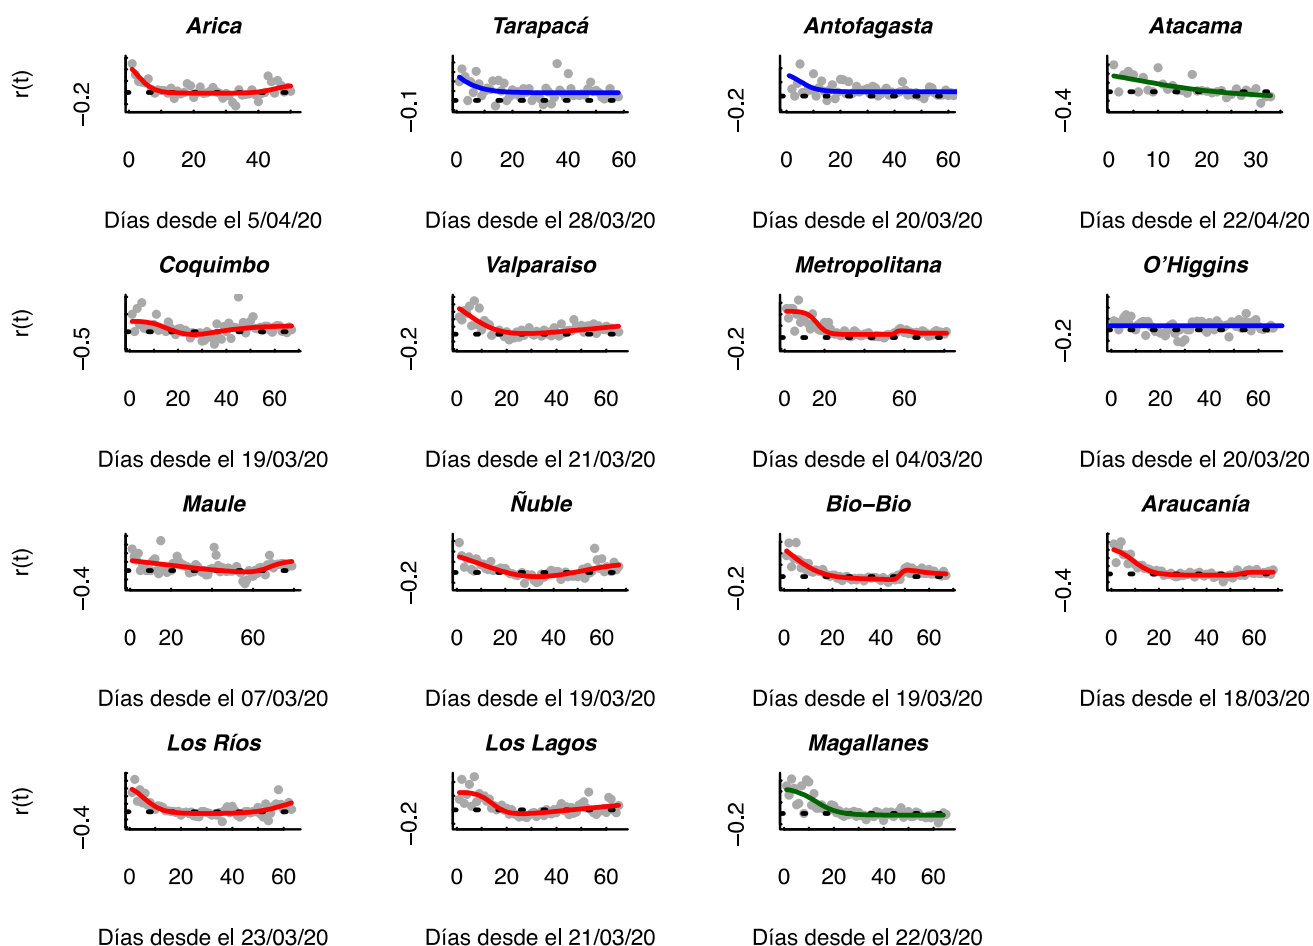 Arica Tarapacá Antofagasta Atacama
r(t) −0.2 −0.1 −0.2 −0.4
0 20 40 0 20 40 60 0 20 40 60 0 10 20 30
Días desde el 5/04/20 Días desde el 28/03/20 Días desde el 20/03/20 Días desde el 22/04/20
Coquimbo Valparaiso Metropolitana O'Higgins
r(t) −0.5 −0.2 −0.2 −0.2
0 20 40 60 0 20 40 60 0 20 60 0 20 40 60
Días desde el 19/03/20 Días desde el 21/03/20 Días desde el 04/03/20 Días desde el 20/03/20
Maule Ñuble Bio−Bio Araucanía
r(t) −0.4 −0.2 −0.2 −0.4
0 20 60 0 20 40 60 0 20 40 60 0 20 40 60
Días desde el 07/03/20 Días desde el 19/03/20 Días desde el 19/03/20 Días desde el 18/03/20
Los Ríos Los Lagos Magallanes
r(t) −0.4 −0.2 −0.2
0 20 40 60 0 20 40 60 0 20 40 60
Días desde el 23/03/20 Días desde el 21/03/20 Días desde el 22/03/20